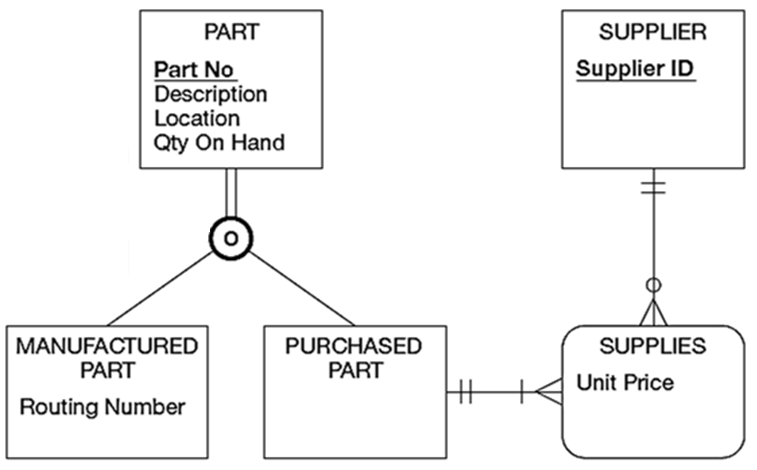 PART
Part No
Description
Location
Qty On Hand
SUPPLIER
Supplier ID
O
MANUFACTURED
PART
Routing Number
PURCHASED
PART
SUPPLIES
Unit Price